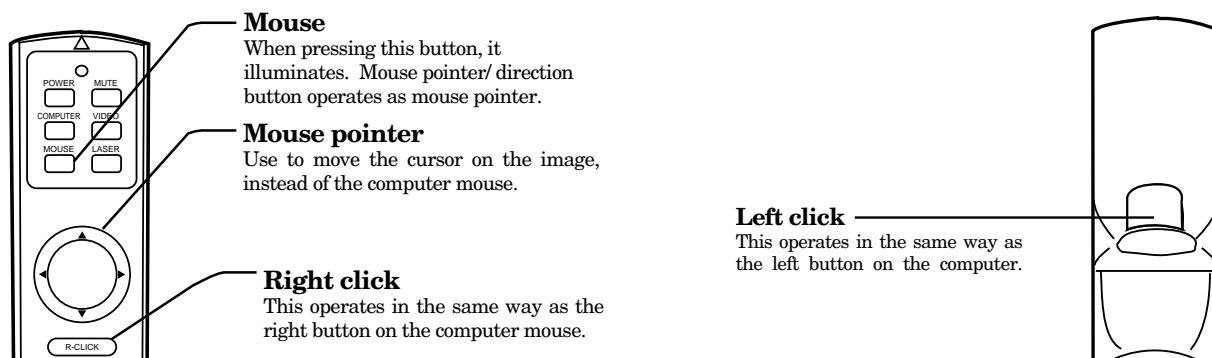 Mouse
When pressing this button, it
illuminates. Mouse pointer/ direction
button operates as mouse pointer.
POWER MUTE
COMPUTER VIDEO
MOUSE LASER
Mouse pointer
Use to move the cursor on the image,
instead of the computer mouse.
Right click
This operates in the same way as the
right button on the computer mouse.
R-CLICK
Left click
This operates in the same way as
the left button on the computer.